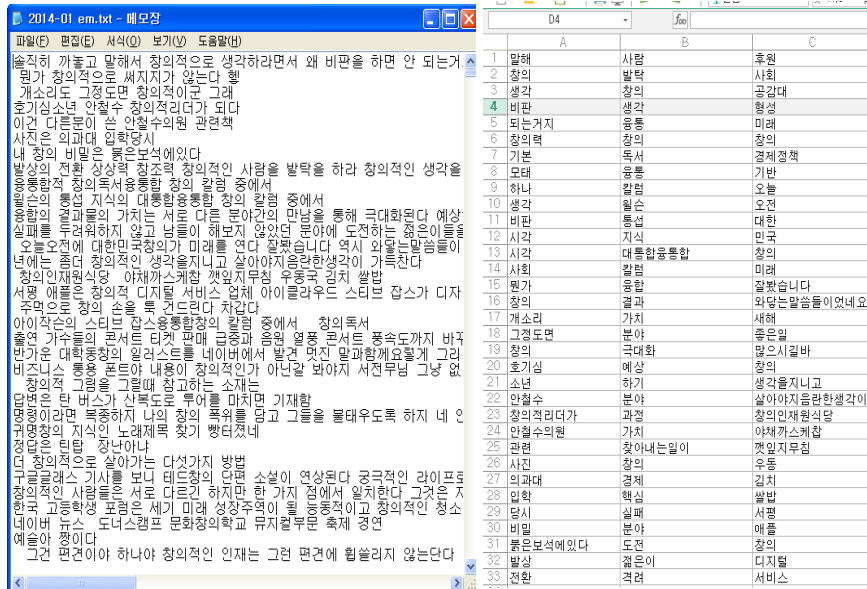 2014-01 em.txt - 메모장
파일(F) 편집(E) 서식(O) 보기(V) 도움말(H)
솔직히 까놓고 말해서 창의적으로 생각하라면서 왜 비판을 하면 안 되는거
뭔가 창의적으로 써지지가 않는다 헹
개소리도 그정도면 창의적이군 그래
호기심소년 안철수 창의적리더가 되다
이건 다른분이 쓴 안철수의원 관련책
사진은 의과대 입학당시
내 창의 비밀은 붉은보석에있다
발상의 전환 상상력 창조력 창의적인 사람을 발탁을 하라 창의적인 생각을
융통합적 창의독서융통합 창의 칼럼 중에서
윌슨의 통섭 지식의 대통합융통합 창의 칼럼 중에서
융합의 결과물의 가치는 서로 다른 분야간의 만남을 통해 극대화된다 예상
실패를 두려워하지 않고 남들이 해보지 않았던 분야에 도전하는 젊은이들을
오늘오전에 대한민국창의가 미래를 연다 잘봤습니다 역시 와닿는말씀들이
년에는 좀더 창의적인 생각을지니고 살아야지음란한생각이 가득찬다
창의인재원식당 야채까스케찹 깻잎지무침 우동국 김치 쌀밥
서평 애플은 창의적 디지털 서비스 업체 아이클라우드 스티브 잡스가 디자
주먹으로 창의 손을 툭 건드린다 차갑다
아이작슨의 스티브 잡스융통합창의 칼럼 중에서 창의독서
출연 가수들의 콘서트 티켓 판매 급증과 음원 열풍 콘서트 풍속도까지 바꾸
반가운 대학동창의 일러스트를 네이버에서 발견 멋진 말과함께요렇게 그리
비즈니스 통용 폰트야 내용이 창의적인가 아닌갈 봐야지 서전무님 그냥 없
창의적 그림을 그릴때 참고하는 소재는
답변은 탄 버스가 산복도로 투어를 마치면 기재함
명령이라면 복종하지 나의 창의 폭위를 담고 그들을 불태우도록 하지 네 인
귀명창의 지식인 노래제목 찾기 빵터졌네
정답은 틴탑 장난아냐
더 창의적으로 살아가는 다섯가지 방법
구글글래스 기사를 보니 테드창의 단편 소설이 연상된다 궁극적인 라이프로
창의적인 사람들은 서로 다르긴 하지만 한 가지 점에서 일치한다 그것은 지
한국 고등학생 포럼은 세기 미래 성장주역이 될 능동적이고 창의적인 청소
네이버 뉴스 도너스캠프 문화창의학교 뮤지컬부문 축제 경연
예술아 짱이다
그건 편견이야 하나야 창의적인 인재는 그런 편견에 휩쓸리지 않는단다
D4 fx
A B C
1 말해 사람 후원
2 창의 발탁 사회
3 생각 창의 공감대
4 비판 생각 형성
5 되는거지 융통 미래
6 창의력 창의 창의
7 기본 독서 경제정책
8 모태 융통 기반
9 하나 칼럼 오늘
10 생각 윌슨 오전
11 비판 통섭 대한
12 시각 지식 민국
13 시각 대통합융통합 창의
14 사회 칼럼 미래
15 뭔가 융합 잘봤습니다
16 창의 결과 와닿는말씀들이었네요
17 개소리 가치 새해
18 그정도면 분야 좋은일
19 창의 극대화 많으시길바
20 호기심 예상 창의
21 소년 하기 생각을지니고
22 안철수 분야 살아야지음란한생각이
23 창의적리더가 과정 창의인재원식당
24 안철수의원 가치 야채까스케찹
25 관련 찾아내는일이 깻잎지무침
26 사진 창의 우동
27 의과대 경제 김치
28 입학 핵심 쌀밥
29 당시 실패 서평
30 비밀 분야 애플
31 붉은보석에있다 도전 창의
32 발상 젊은이 디지털
33 전환 격려 서비스